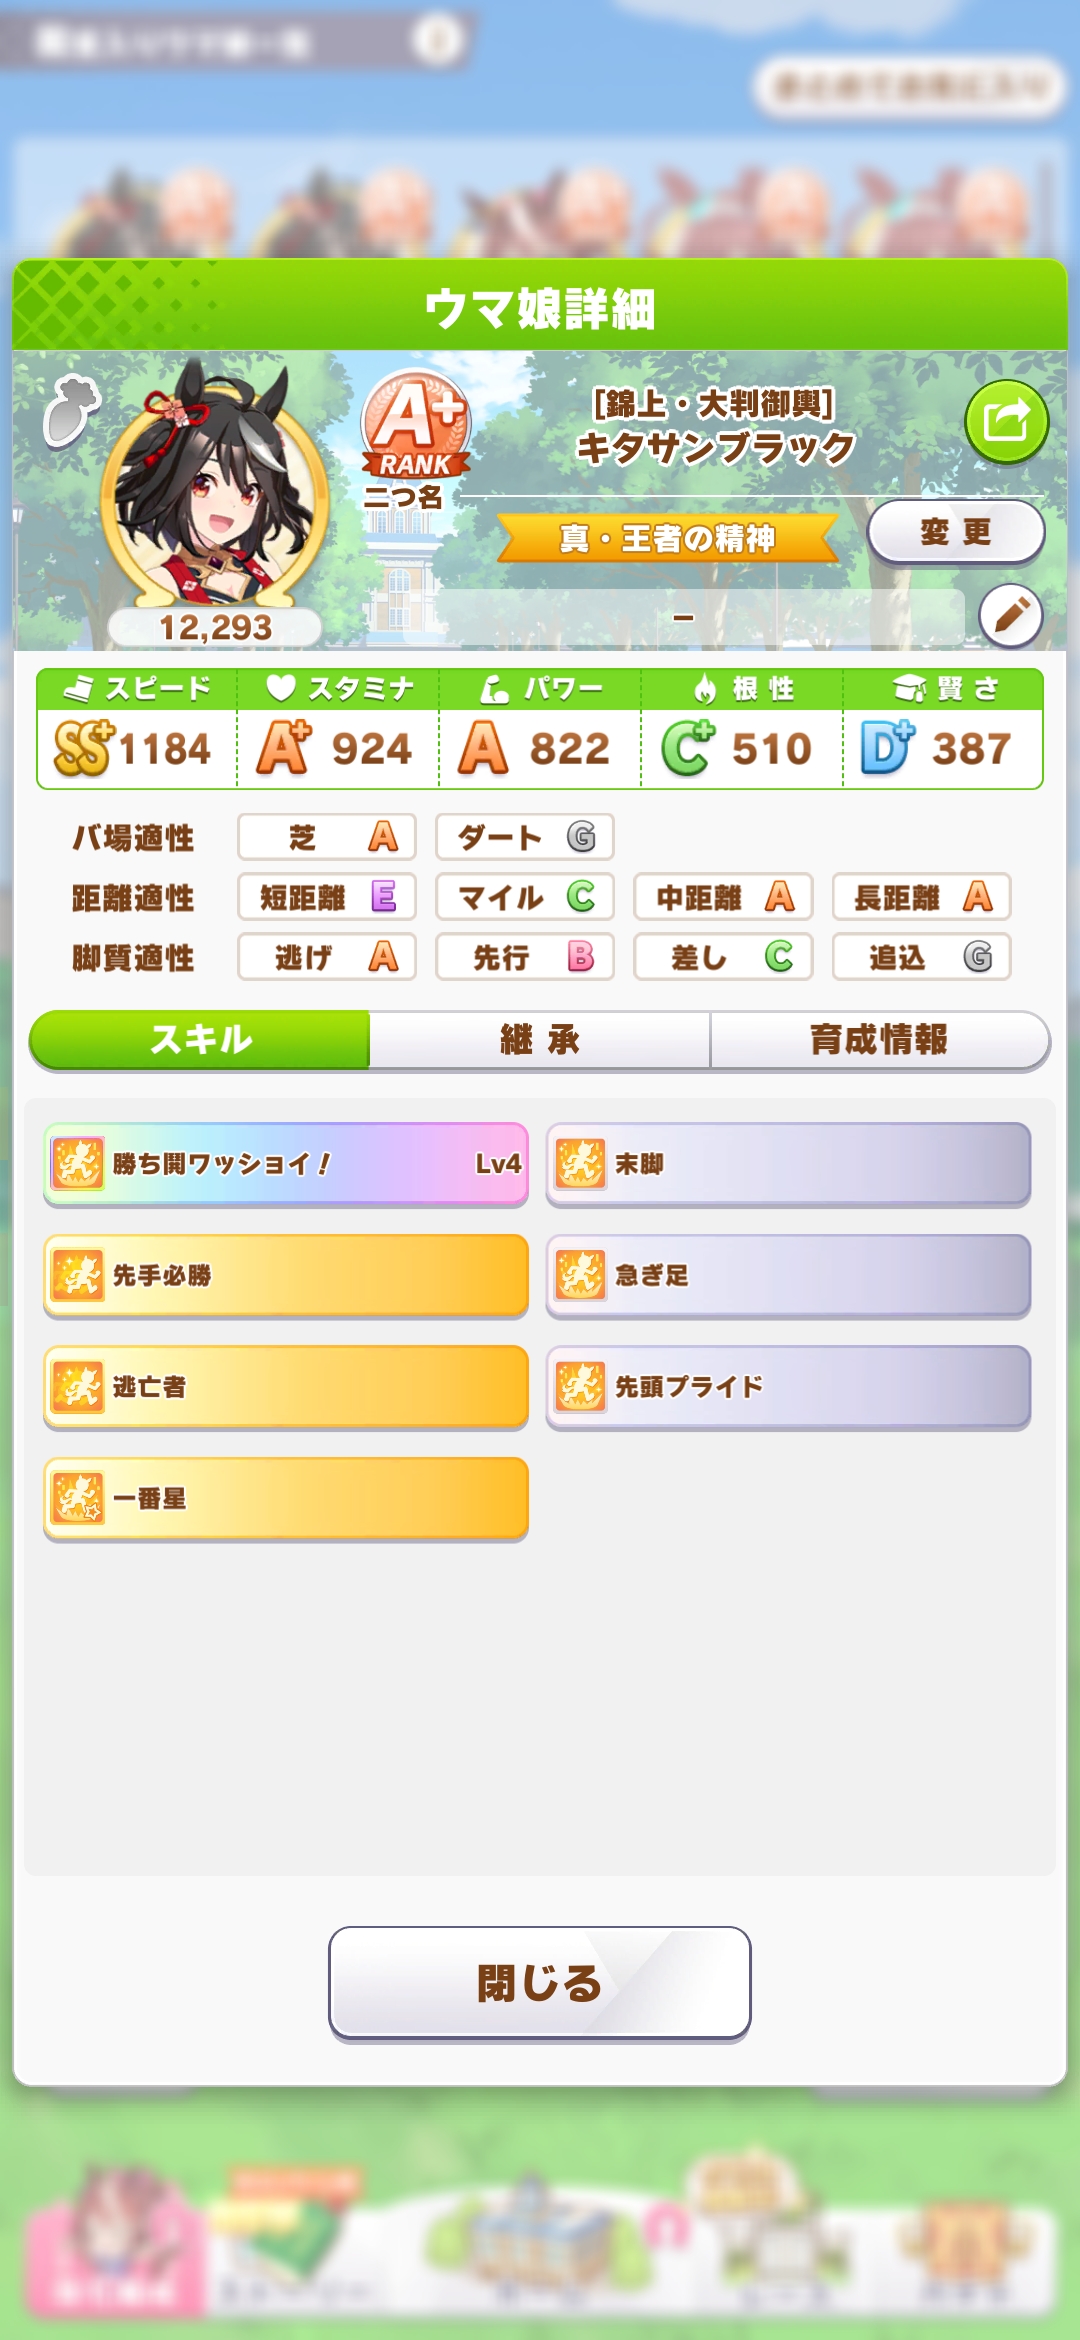 ウマ娘詳細
A+
RANK
[錦上・大判御輿]
キタサンブラック
二つ名
真・王者の精神
変更
12,293
–
スピード スタミナ パワー 根性 賢さ
SS+ 1184 A+ 924 A 822 C+ 510 D+ 387
バ場適性 芝 A ダート G
距離適性 短距離 E マイル C 中距離 A 長距離 A
脚質適性 逃げ A 先行 B 差し C 追込 G
スキル 継承 育成情報
勝ち鬨ワッショイ! Lv4 末脚
先手必勝 急ぎ足
逃亡者 先頭プライド
一番星
閉じる